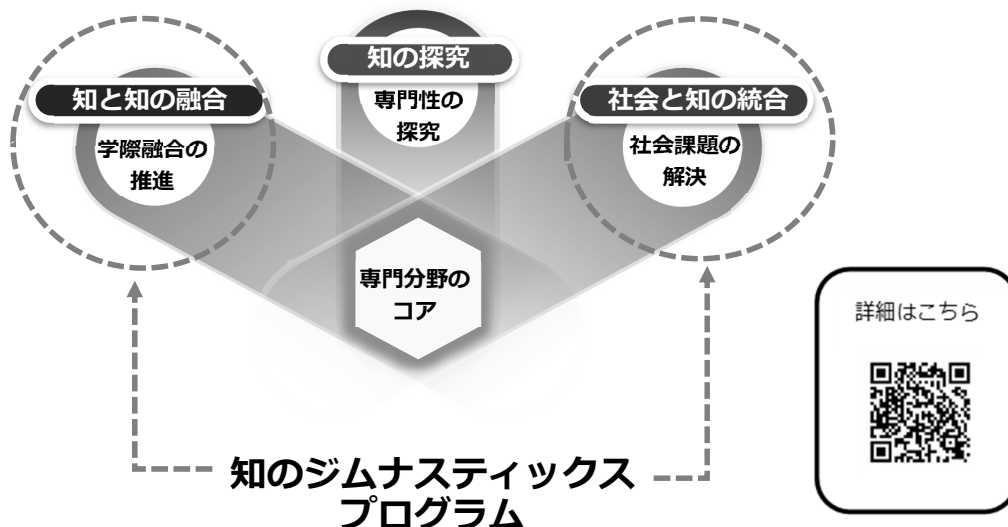 知の探究
専門性の
探究
知と知の融合
学際融合の
推進
社会と知の統合
社会課題の
解決
専門分野の
コア
詳細はこちら
知のジムナスティックス
プログラム